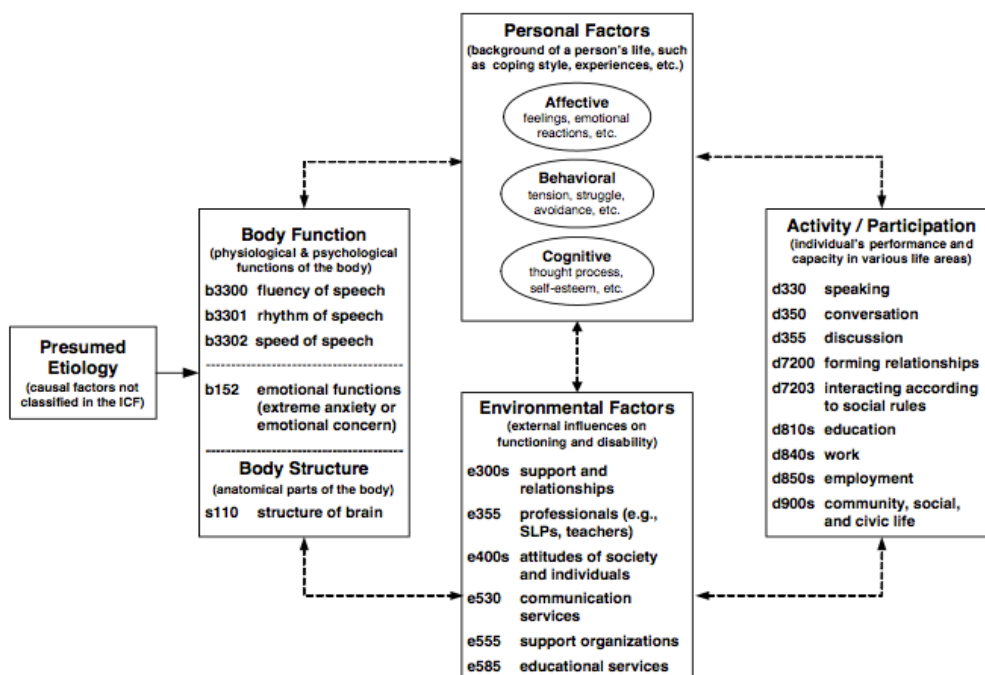 Personal Factors
(background of a person's life, such
as coping style, experiences, etc.)
Affective
feelings, emotional
reactions, etc.
Behavioral
tension, struggle,
avoidance, etc.
Cognitive
thought process,
self-esteem, etc.
Presumed
Etiology
(causal factors not
classified in the ICF)
Body Function
(physiological & psychological
functions of the body)
b3300 fluency of speech
b3301 rhythm of speech
b3302 speed of speech
b152 emotional functions
(extreme anxiety or
emotional concern)
Body Structure
(anatomical parts of the body)
s110 structure of brain
Environmental Factors
(external influences on
functioning and disability)
e300s support and
relationships
e355 professionals (e.g.,
SLPs, teachers)
e400s attitudes of society
and individuals
e530 communication
services
e555 support organizations
e585 educational services
Activity / Participation
(individual's performance and
capacity in various life areas)
d330 speaking
d350 conversation
d355 discussion
d7200 forming relationships
d7203 interacting according
to social rules
d810s education
d840s work
d850s employment
d900s community, social,
and civic life